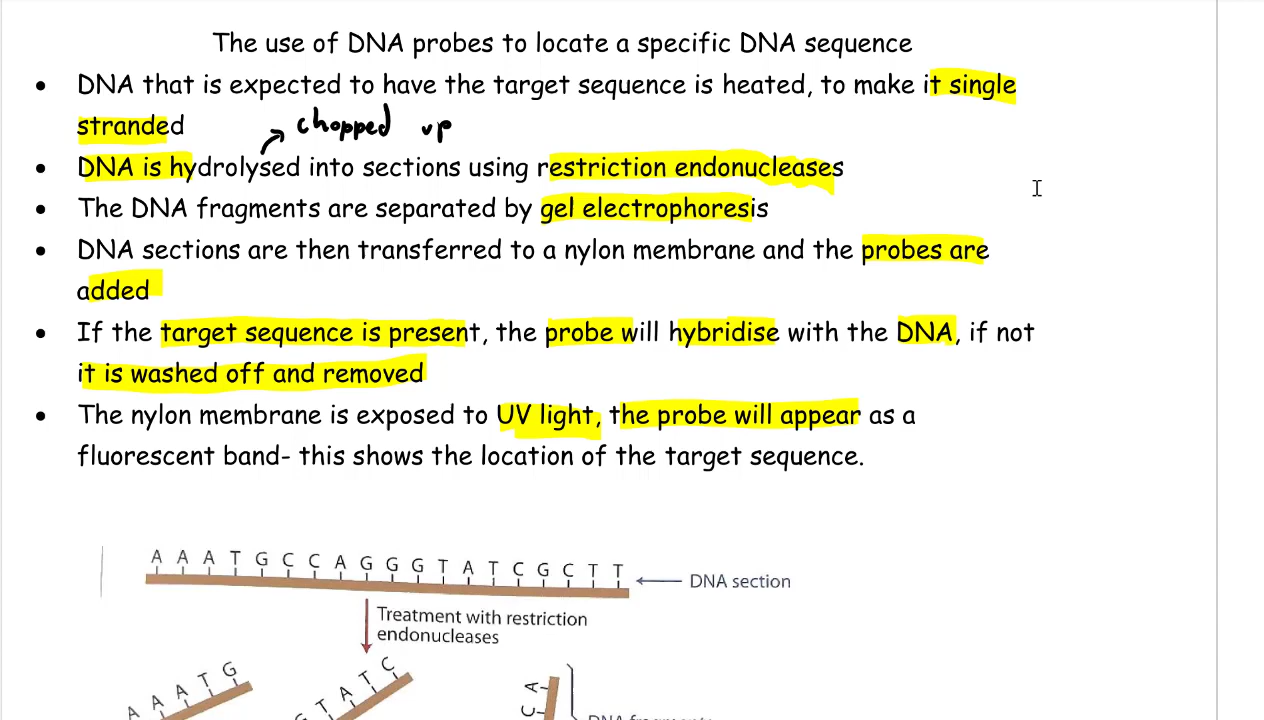 The use of DNA probes to locate a specific DNA sequence
• DNA that is expected to have the target sequence is heated, to make it single
stranded
chopped up
• DNA is hydrolysed into sections using restriction endonucleases
• The DNA fragments are separated by gel electrophoresis
• DNA sections are then transferred to a nylon membrane and the probes are
added
• If the target sequence is present, the probe will hybridise with the DNA, if not
it is washed off and removed
• The nylon membrane is exposed to UV light, the probe will appear as a
fluorescent band- this shows the location of the target sequence.
A A A T G C C A G G G T A T C G C T T
DNA section
Treatment with restriction
endonucleases
A A A T G
G T A T C
C A
DNA fragments